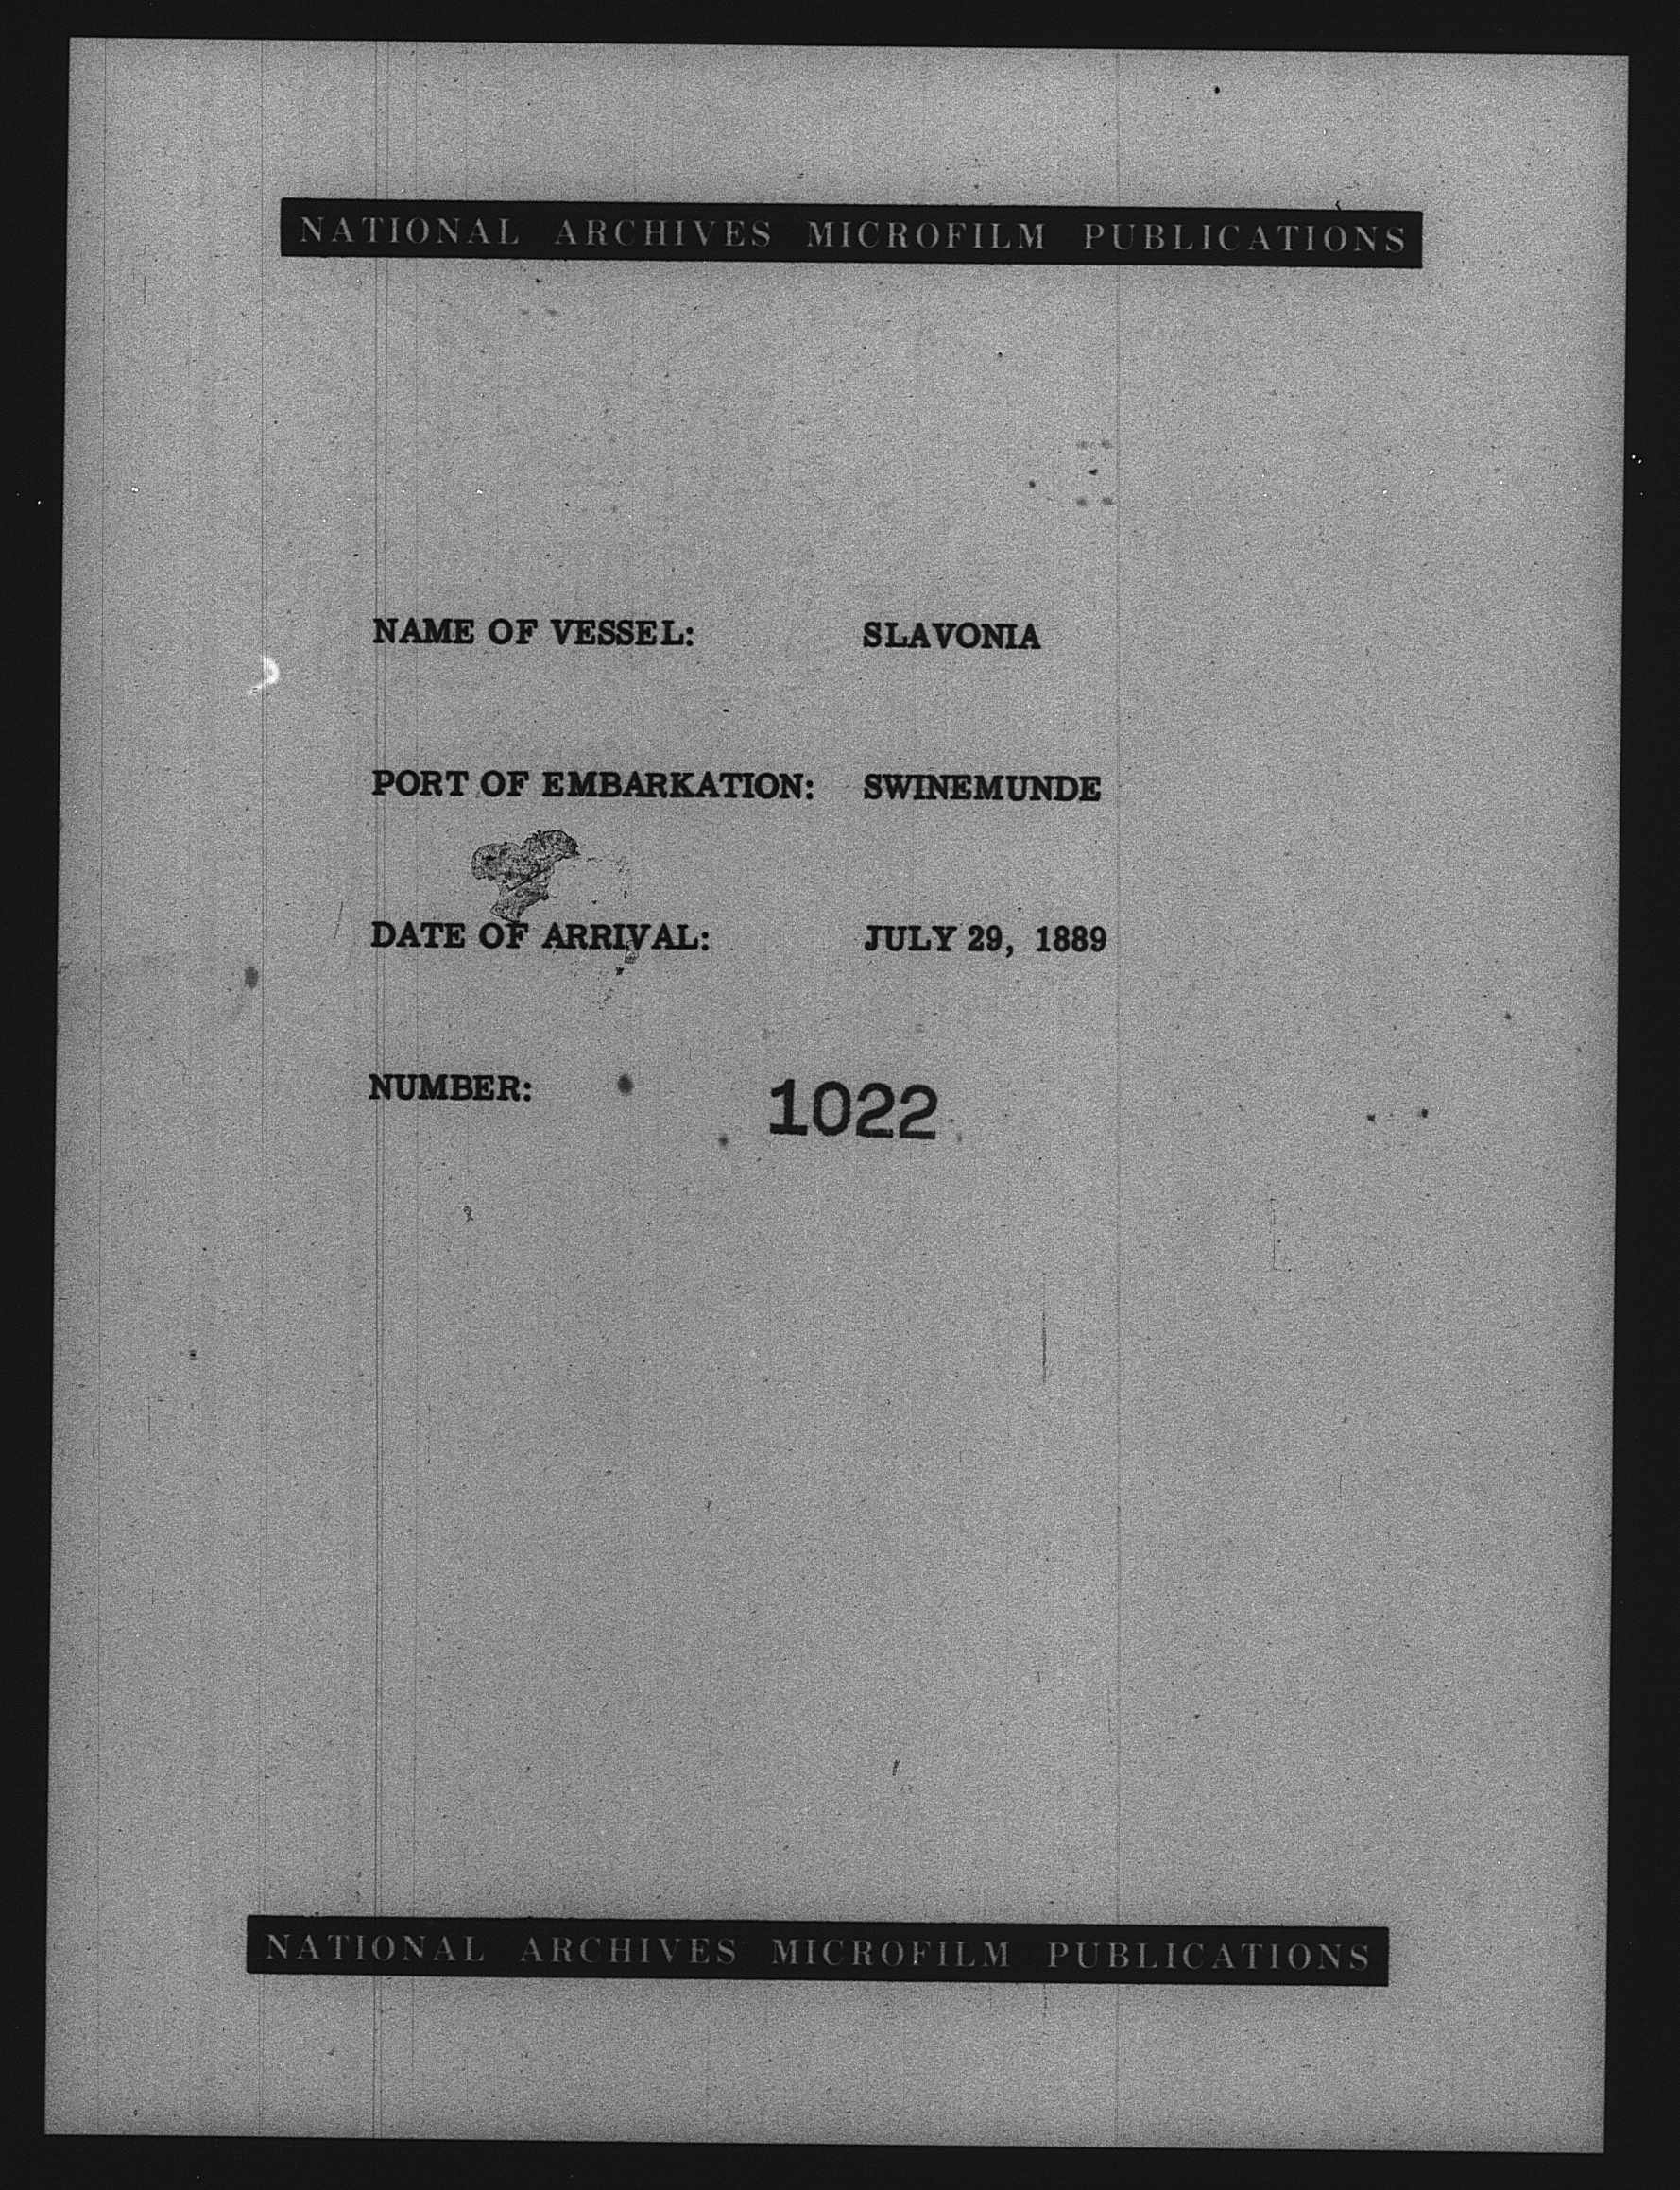 NATIONAL ARCHIVES MICROFILM PUBLICATIONS
NAME OF VESSEL: SLAVONIA
PORT OF EMBARKATION: SWINEMUNDE
DATE OF ARRIVAL: JULY 29, 1889
NUMBER: 1022
NATIONAL ARCHIVES MICROFILM PUBLICATIONS